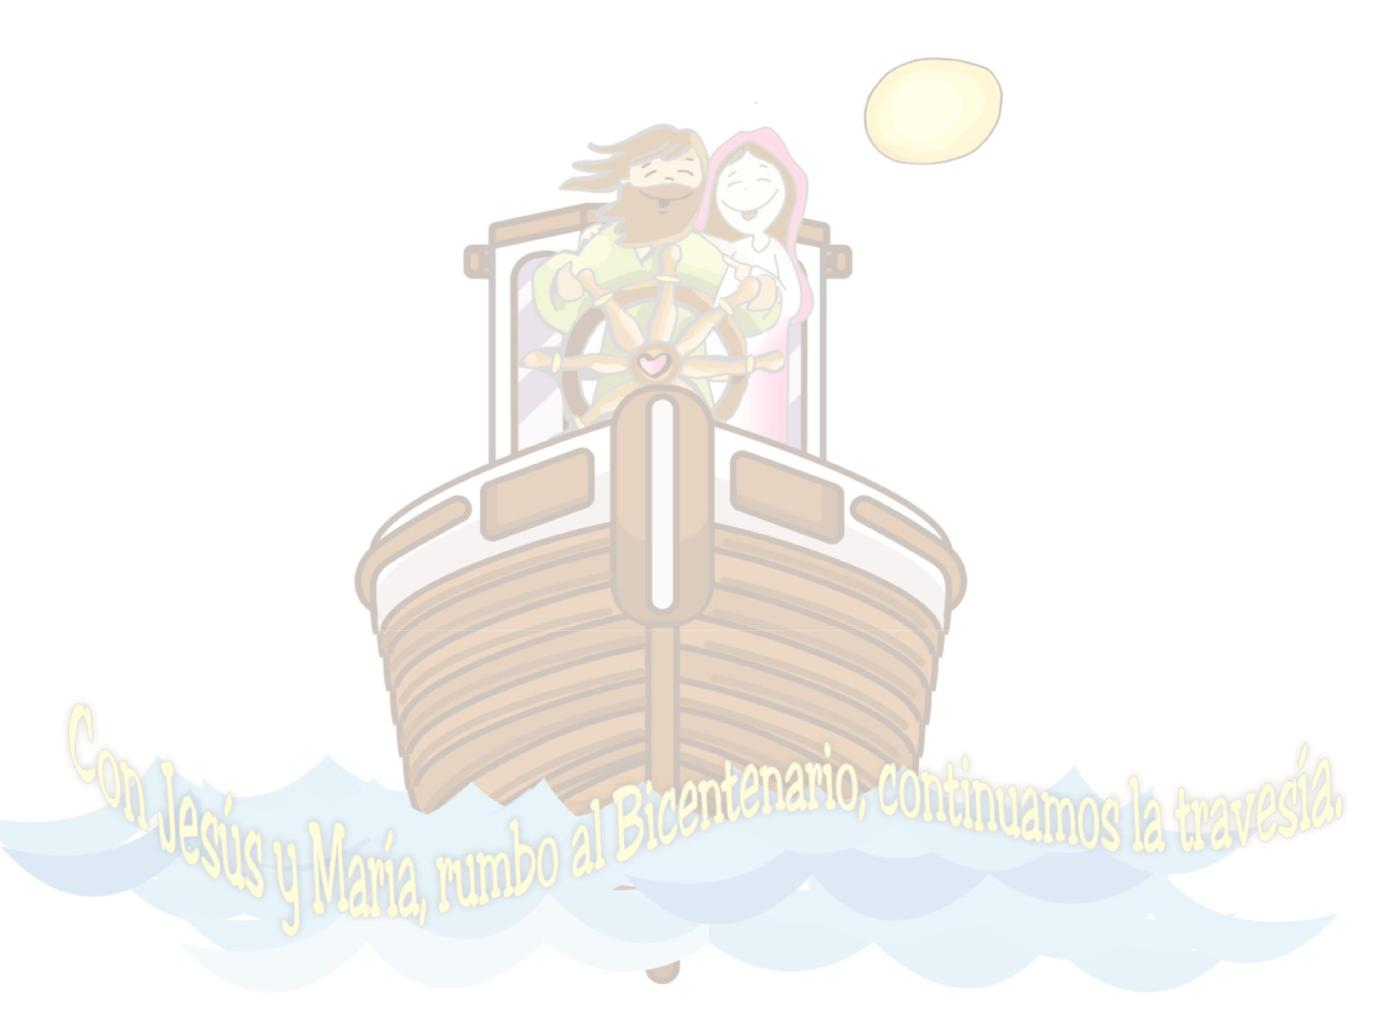 Con Jesús y María, rumbo al Bicentenario, continuamos la travesía.